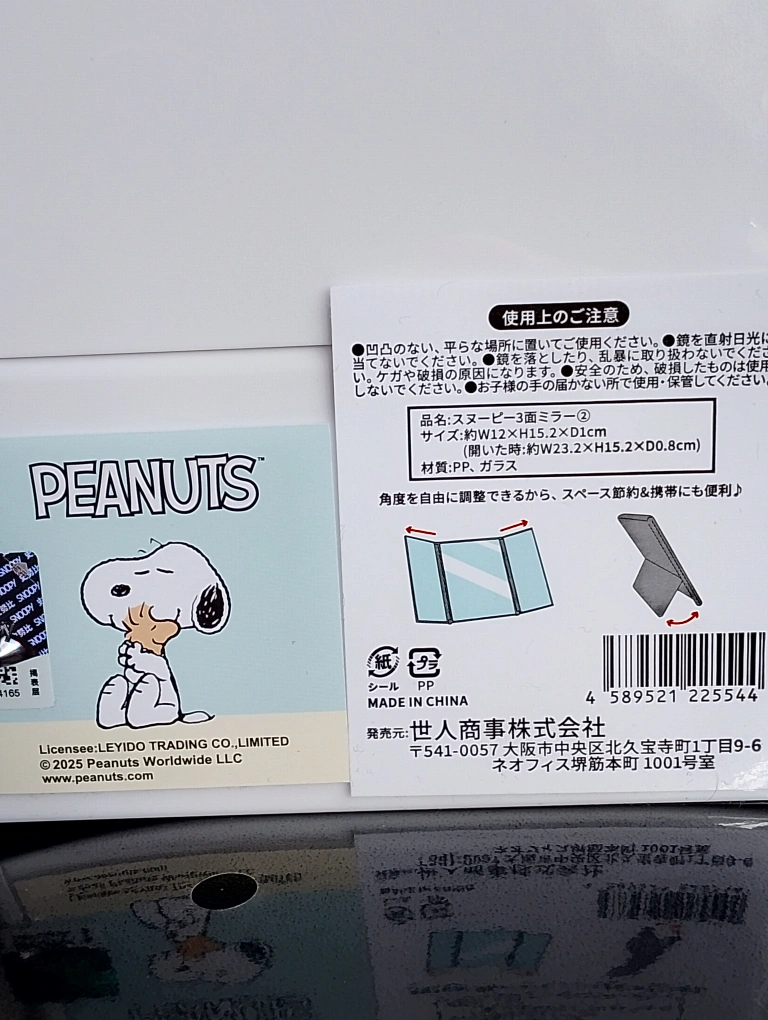 PEANUTS™
SNOOPY
4165
Licensee:LEYIDO TRADING CO.,LIMITED
© 2025 Peanuts Worldwide LLC
www.peanuts.com
使用上のご注意
●凹凸のない、平らな場所に置いてご使用ください。●鏡を直射日光に
当てないでください。●鏡を落としたり、乱暴に取り扱わないでくださ
い。ケガや破損の原因になります。●安全のため、破損したものは使用
しないでください。●お子様の手の届かない所で使用・保管してください。
品名:スヌーピー3面ミラー②
サイズ:約W12×H15.2×D1cm
(開いた時:約W23.2×H15.2×D0.8cm)
材質:PP、ガラス
角度を自由に調整できるから、スペース節約&携帯にも便利♪
紙 プラ
シール PP
MADE IN CHINA
4 589521 225544
発売元:世人商事株式会社
〒541-0057 大阪市中央区北久宝寺町1丁目9-6
ネオフィス堺筋本町 1001号室